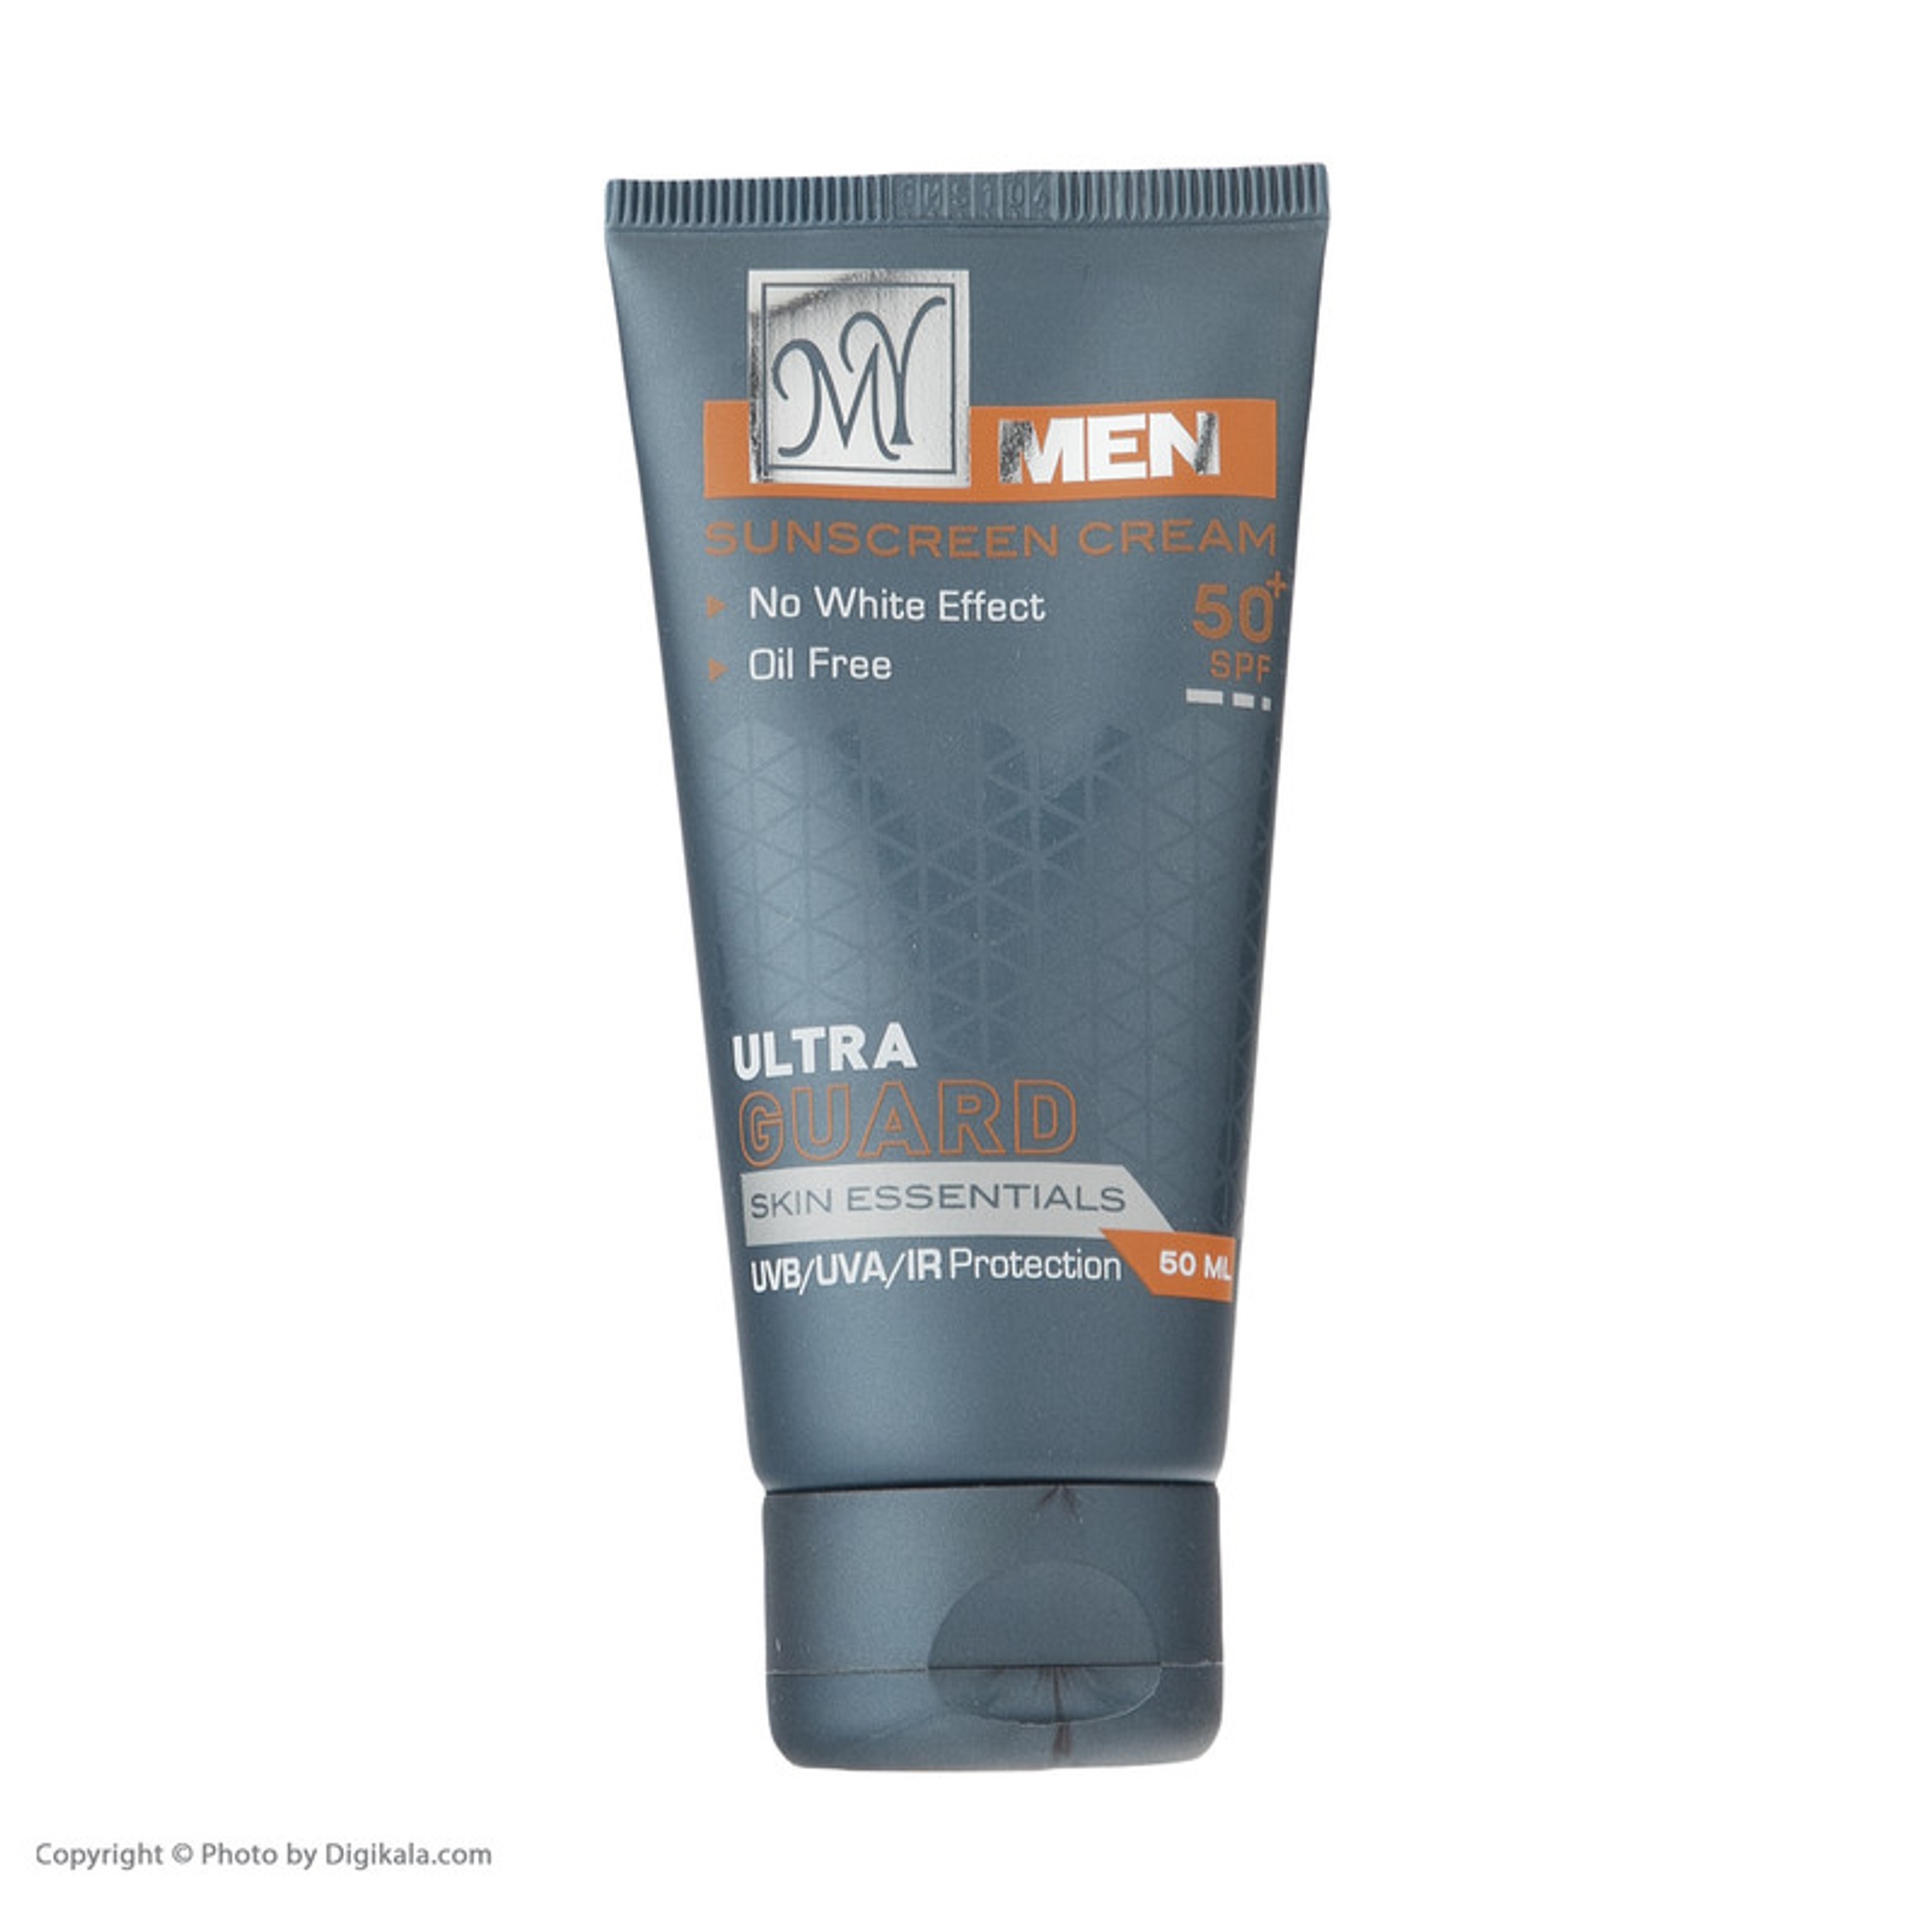 MY
MEN
SUNSCREEN CREAM
No White Effect
50+
Oil Free
SPF
ULTRA
GUARD
SKIN ESSENTIALS
UVB/UVA/IR Protection
50 ML
Copyright © Photo by Digikala.com